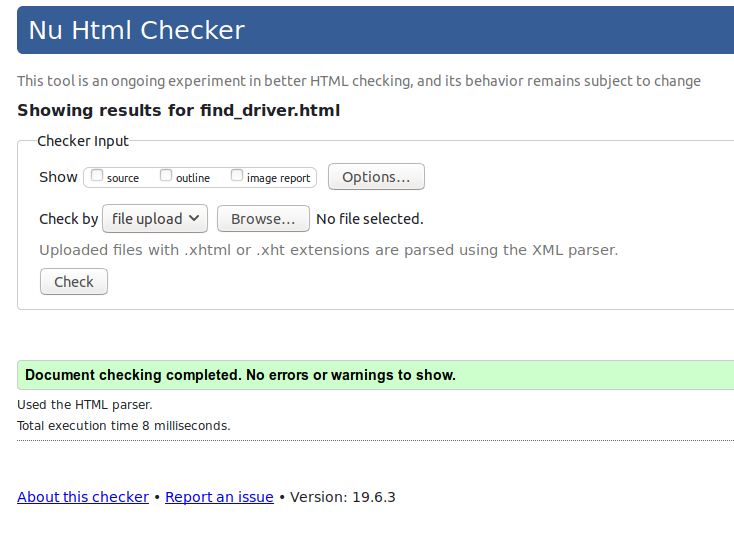 Nu Html Checker
This tool is an ongoing experiment in better HTML checking, and its behavior remains subject to change
Showing results for find_driver.html
Checker Input
Show source outline image report Options...
Check by file upload Browse... No file selected.
Uploaded files with .xhtml or .xht extensions are parsed using the XML parser.
Check
Document checking completed. No errors or warnings to show.
Used the HTML parser.
Total execution time 8 milliseconds.
About this checker • Report an issue • Version: 19.6.3